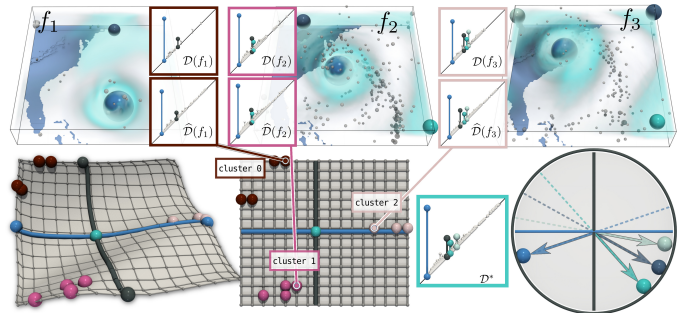 f₁
f₂
f₃
𝒟(f₁)
𝒟(f₂)
𝒟(f₃)
𝒟̂(f₁)
𝒟̂(f₂)
𝒟̂(f₃)
cluster 0
cluster 2
cluster 1
𝒟*